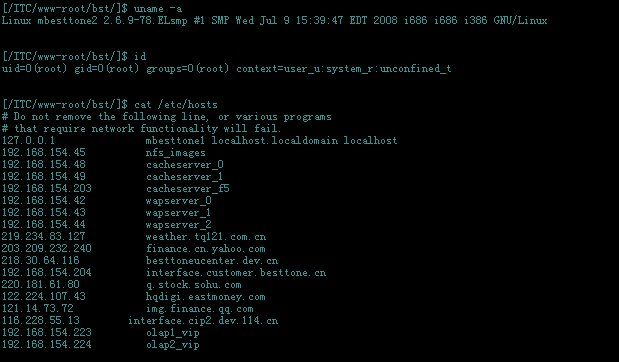 [/ITC/www-root/bst/]$ uname -a
Linux mbesttone2 2.6.9-78.ELsmp #1 SMP Wed Jul 9 15:39:47 EDT 2008 i686 i686 i386 GNU/Linux
[/ITC/www-root/bst/]$ id
uid=0(root) gid=0(root) groups=0(root) context=user_u:system_r:unconfined_t
[/ITC/www-root/bst/]$ cat /etc/hosts
# Do not remove the following line, or various programs
# that require network functionality will fail.
127.0.0.1 mbesttone1 localhost.localdomain localhost
192.168.154.45 nfs_images
192.168.154.48 cacheserver_0
192.168.154.49 cacheserver_1
192.168.154.203 cacheserver_f5
192.168.154.42 wapserver_0
192.168.154.43 wapserver_1
192.168.154.44 wapserver_2
219.234.83.127 weather.tq121.com.cn
203.209.232.240 finance.cn.yahoo.com
218.30.64.116 besttoneucenter.dev.cn
192.168.154.204 interface.customer.besttone.cn
220.181.61.80 q.stock.sohu.com
122.224.107.43 hqdigi.eastmoney.com
121.14.73.72 img.finance.qq.com
116.228.55.13 interface.cip2.dev.114.cn
192.168.154.223 olap1_vip
192.168.154.224 olap2_vip